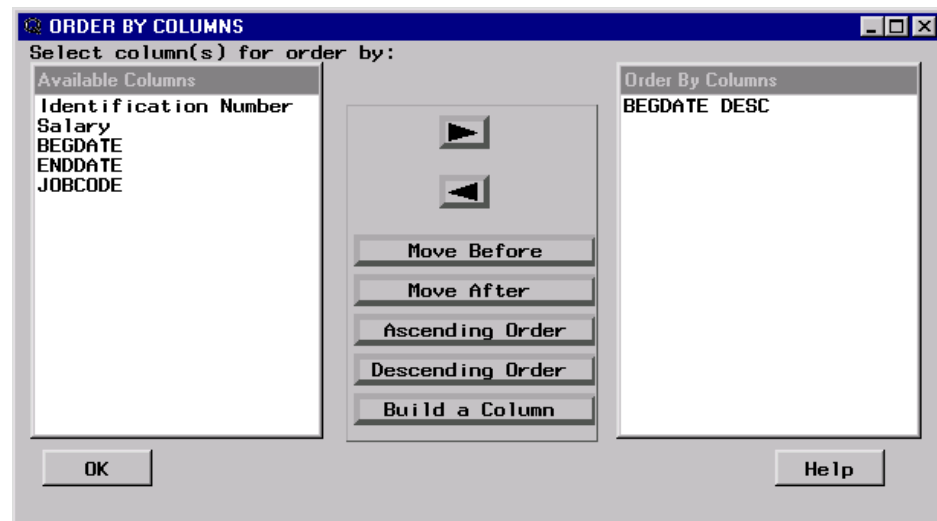 ORDER BY COLUMNS
Select column(s) for order by:
Available Columns
Identification Number
Salary
BEGDATE
ENDDATE
JOBCODE
Move Before
Move After
Ascending Order
Descending Order
Build a Column
Order By Columns
BEGDATE DESC
OK
Help